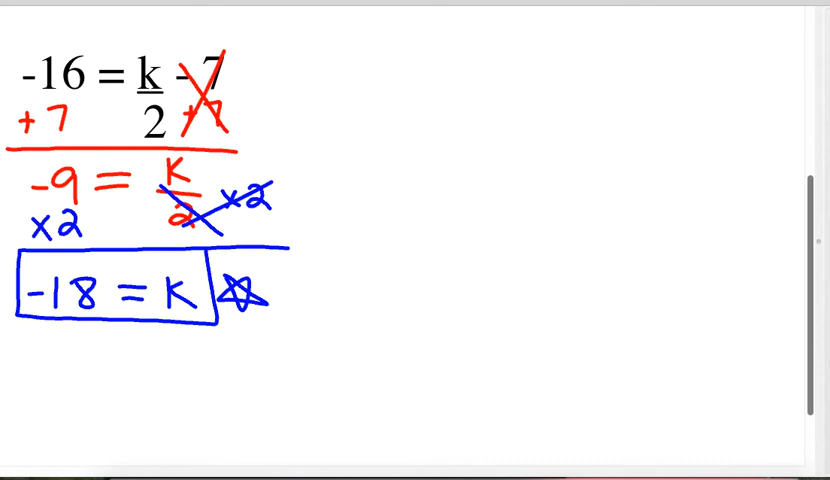 -16 = k - 7
2
+ 7 + 7
-9 = K
2
x2 x2
-18 = K